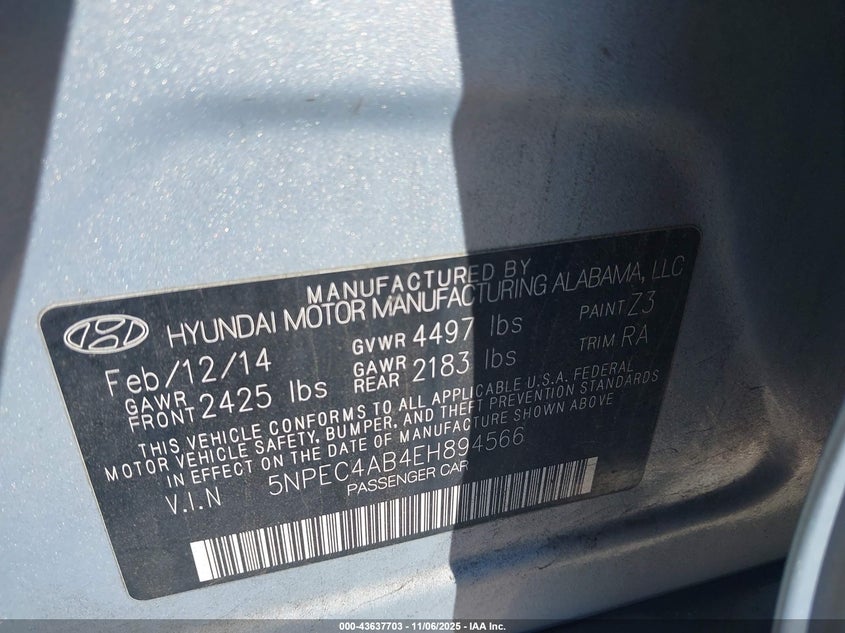 MANUFACTURED BY
HYUNDAI MOTOR MANUFACTURING ALABAMA, LLC
Feb/12/14 GVWR 4497 lbs PAINT Z3
GAWR FRONT 2425 lbs GAWR REAR 2183 lbs TRIM RA
THIS VEHICLE CONFORMS TO ALL APPLICABLE U.S.A. FEDERAL
MOTOR VEHICLE SAFETY, BUMPER, AND THEFT PREVENTION STANDARDS
IN EFFECT ON THE DATE OF MANUFACTURE SHOWN ABOVE
V.I.N 5NPEC4AB4EH894566
PASSENGER CAR
000-43637703 - 11/06/2025 - IAA Inc.